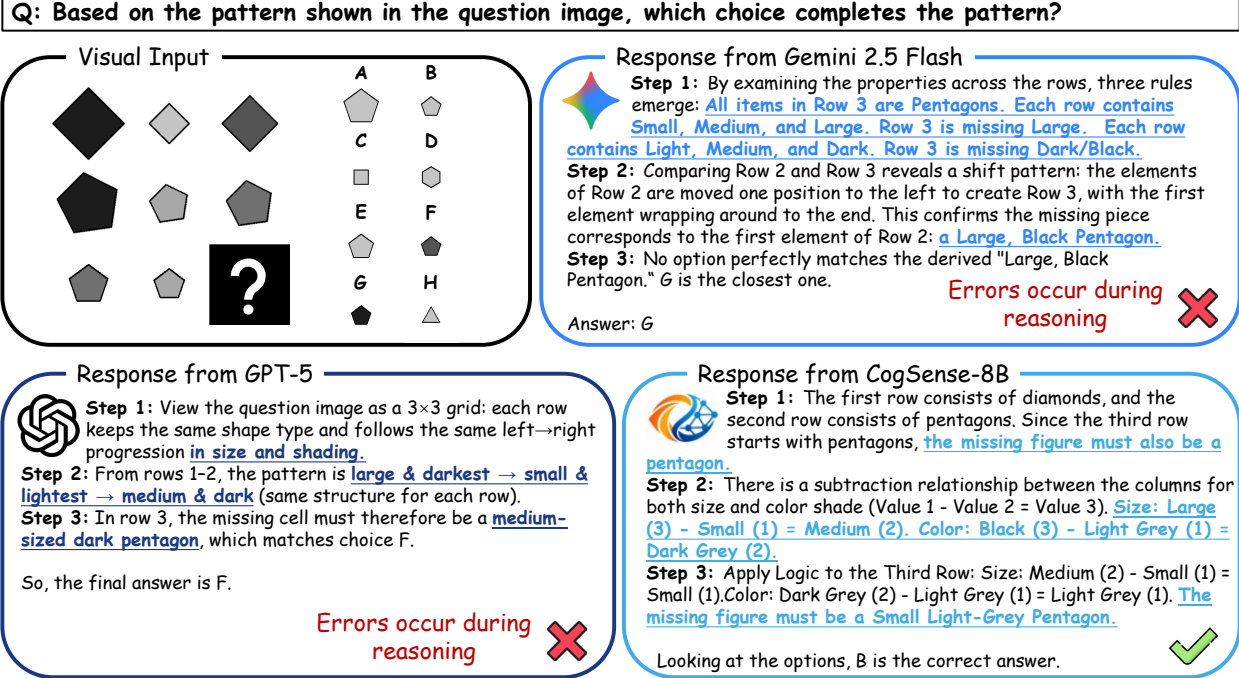 Q: Based on the pattern shown in the question image, which choice completes the pattern?
Visual Input
A
B
C
D
E
F
G
H
?
Response from Gemini 2.5 Flash
Step 1: By examining the properties across the rows, three rules
emerge: All items in Row 3 are Pentagons. Each row contains
Small, Medium, and Large. Row 3 is missing Large. Each row
contains Light, Medium, and Dark. Row 3 is missing Dark/Black.
Step 2: Comparing Row 2 and Row 3 reveals a shift pattern: the elements
of Row 2 are moved one position to the left to create Row 3, with the first
element wrapping around to the end. This confirms the missing piece
corresponds to the first element of Row 2: a Large, Black Pentagon.
Step 3: No option perfectly matches the derived "Large, Black
Pentagon.“ G is the closest one.
Answer: G
Errors occur during
reasoning
Response from GPT-5
Step 1: View the question image as a 3×3 grid: each row
keeps the same shape type and follows the same left→right
progression in size and shading.
Step 2: From rows 1–2, the pattern is large & darkest → small &
lightest → medium & dark (same structure for each row).
Step 3: In row 3, the missing cell must therefore be a medium-
sized dark pentagon, which matches choice F.
So, the final answer is F.
Errors occur during
reasoning
Response from CogSense-8B
Step 1: The first row consists of diamonds, and the
second row consists of pentagons. Since the third row
starts with pentagons, the missing figure must also be a
pentagon.
Step 2: There is a subtraction relationship between the columns for
both size and color shade (Value 1 - Value 2 = Value 3). Size: Large
(3) - Small (1) = Medium (2). Color: Black (3) - Light Grey (1) =
Dark Grey (2).
Step 3: Apply Logic to the Third Row: Size: Medium (2) - Small (1) =
Small (1).Color: Dark Grey (2) - Light Grey (1) = Light Grey (1). The
missing figure must be a Small Light-Grey Pentagon.
Looking at the options, B is the correct answer.